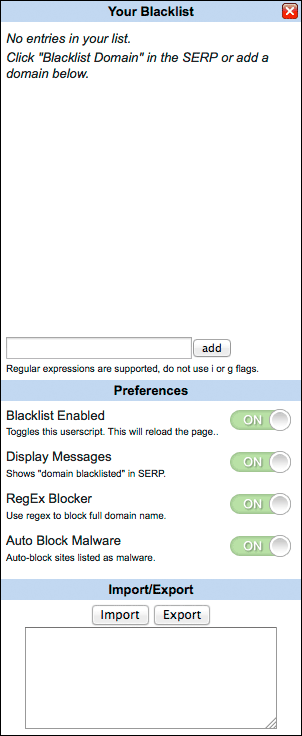 Your Blacklist
No entries in your list.
Click "Blacklist Domain" in the SERP or add a
domain below.
add
Regular expressions are supported, do not use i or g flags.
Preferences
Blacklist Enabled
ON
Toggles this userscript. This will reload the page..
Display Messages
ON
Shows "domain blacklisted" in SERP.
RegEx Blocker
ON
Use regex to block full domain name.
Auto Block Malware
ON
Auto-block sites listed as malware.
Import/Export
Import Export